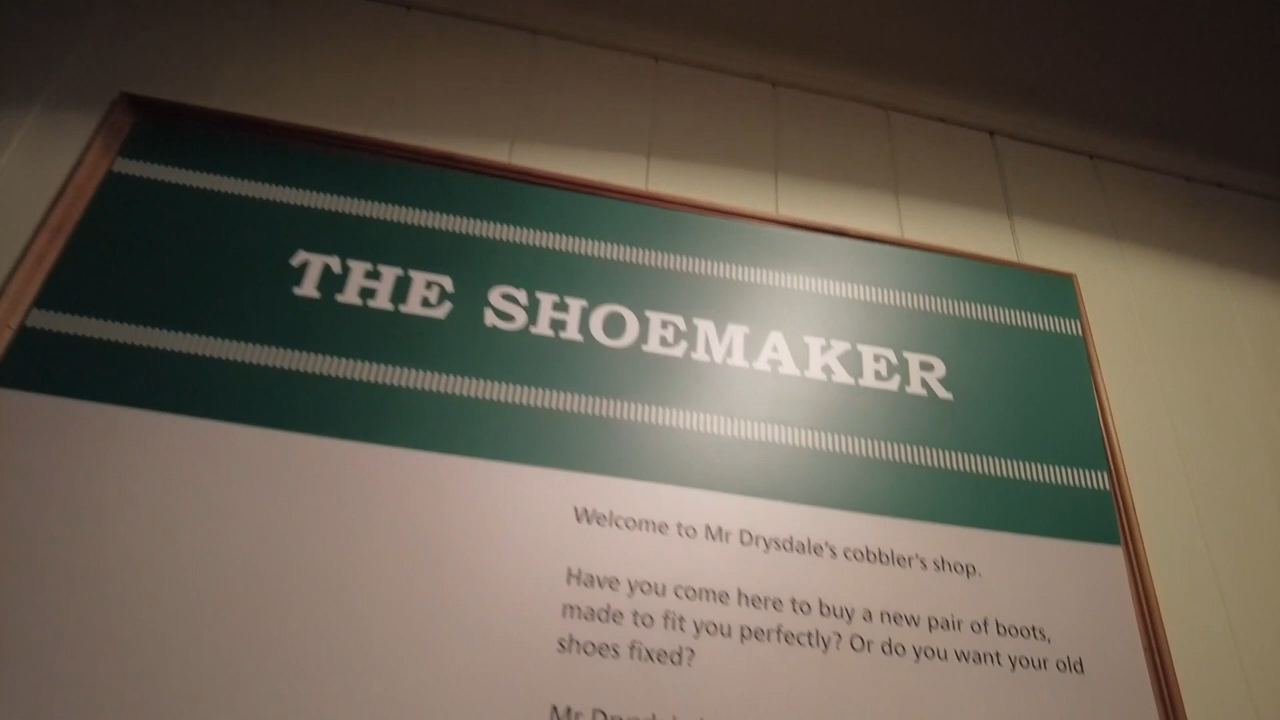 THE SHOEMAKER
Welcome to Mr Drysdale's cobbler's shop.
Have you come here to buy a new pair of boots,
made to fit you perfectly? Or do you want your old
shoes fixed?
Mr